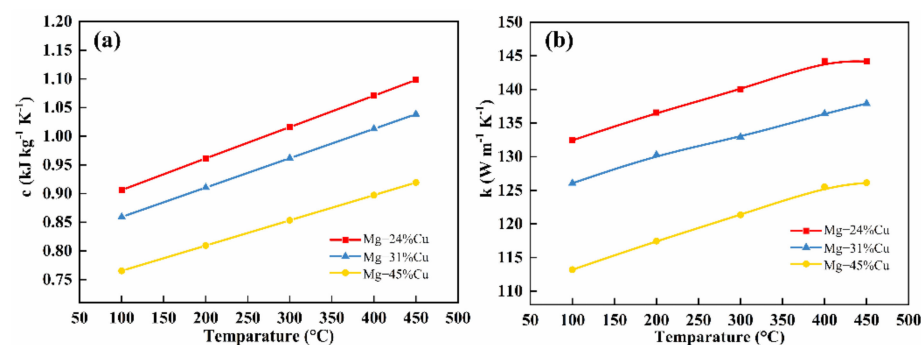 (a)
1.20
1.15
1.10
1.05
1.00
0.95
0.90
0.85
0.80
0.75
c (kJ kg⁻¹ K⁻¹)
Mg−24%Cu
Mg−31%Cu
Mg−45%Cu
50 100 150 200 250 300 350 400 450 500
Temparature (°C)
(b)
150
145
140
135
130
125
120
115
110
k (W m⁻¹ K⁻¹)
Mg−24%Cu
Mg−31%Cu
Mg−45%Cu
50 100 150 200 250 300 350 400 450 500
Temparature (°C)